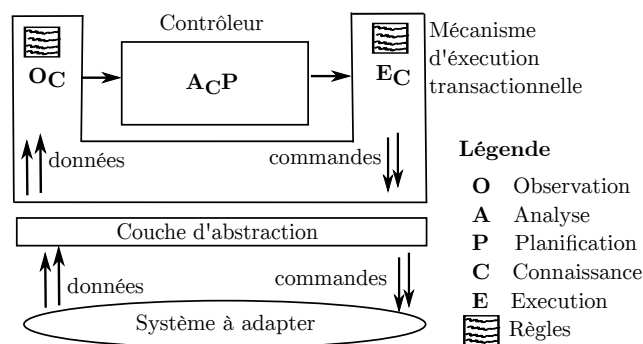 Contrôleur
Mécanisme
d'éxecution
transactionnelle
OC
ACP
EC
données
commandes
Couche d'abstraction
données
commandes
Système à adapter
Légende
O Observation
A Analyse
P Planification
C Connaissance
E Execution
Règles